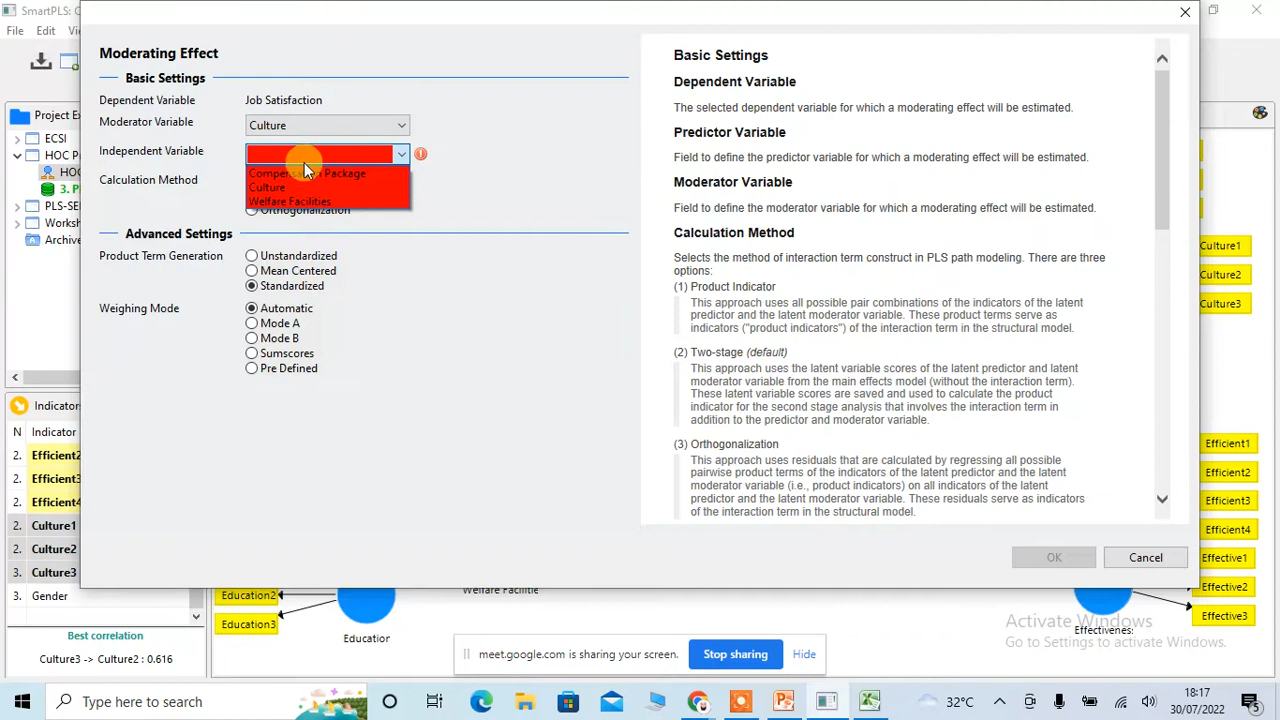 SmartPLS
File Edit
Project Ex
ECSI
HOC P
HOC
3. P
PLS-SE
Worksh
Archive
Indicators
N Indicator
2. Efficient2
2. Efficient3
2. Efficient4
2. Culture1
2. Culture2
2. Culture3
3. Gender
Best correlation
Culture3 -> Culture2 : 0.616
Moderating Effect
Basic Settings
Dependent Variable Job Satisfaction
Moderator Variable Culture
Independent Variable
Compensation Package
Calculation Method Culture
Welfare Facilities
Orthogonalization
Advanced Settings
Product Term Generation Unstandardized
Mean Centered
Standardized
Weighing Mode Automatic
Mode A
Mode B
Sumscores
Pre Defined
Basic Settings
Dependent Variable
The selected dependent variable for which a moderating effect will be estimated.
Predictor Variable
Field to define the predictor variable for which a moderating effect will be estimated.
Moderator Variable
Field to define the moderator variable for which a moderating effect will be estimated.
Calculation Method
Selects the method of interaction term construct in PLS path modeling. There are three
options:
(1) Product Indicator
This approach uses all possible pair combinations of the indicators of the latent
predictor and the latent moderator variable. These product terms serve as
indicators ("product indicators") of the interaction term in the structural model.
(2) Two-stage (default)
This approach uses the latent variable scores of the latent predictor and latent
moderator variable from the main effects model (without the interaction term).
These latent variable scores are saved and used to calculate the product
indicator for the second stage analysis that involves the interaction term in
addition to the predictor and moderator variable.
(3) Orthogonalization
This approach uses residuals that are calculated by regressing all possible
pairwise product terms of the indicators of the latent predictor and the latent
moderator variable (i.e., product indicators) on all indicators of the latent
predictor and the latent moderator variable. These residuals serve as indicators
of the interaction term in the structural model.
OK Cancel
Culture1
Culture2
Culture3
Efficient1
Efficient2
Efficient3
Efficient4
Effective1
Effective2
Effective3
Education2
Education3
Education
Welfare Facilitie
Effectivenes:
Activate Windows
Go to Settings to activate Windows.
meet.google.com is sharing your screen. Stop sharing Hide
Type here to search
32°C
18:17
30/07/2022
5